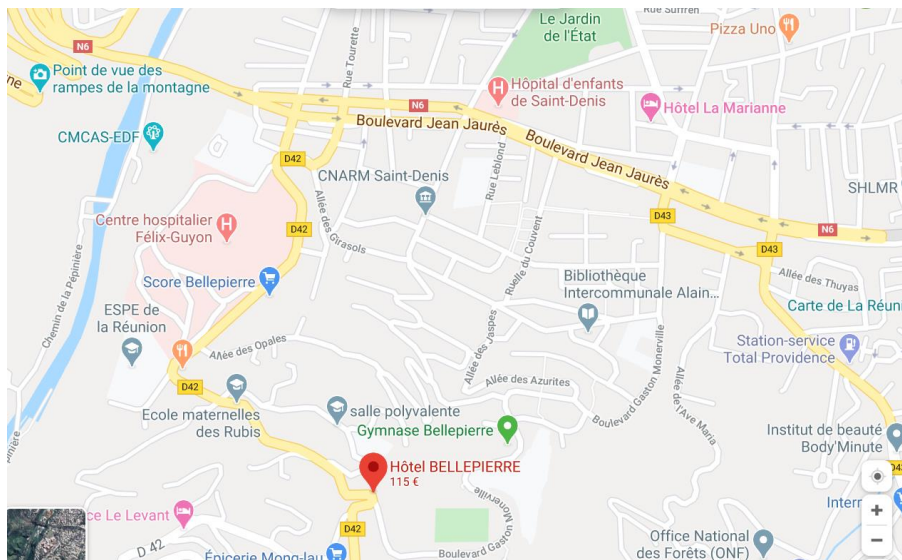 Rue Suffren
Le Jardin
de l'État
Pizza Uno
N6
Point de vue des
rampes de la montagne
Rue Tourette
Hôpital d'enfants
de Saint-Denis
N6
Boulevard Jean Jaurès
Hôtel La Marianne
CMCAS-EDF
Boulevard Jean Jaurès
D42
CNARM Saint-Denis
Rue Leblond
SHLMR
Centre hospitalier
Félix-Guyon
D42
Allée des Girasols
D43
N6
D43
Ruelle du Couvent
Chemin de la Pépinière
Score Bellepierre
Bibliothèque
Intercommunale Alain...
Allée des Thuyas
Carte de La Réuni
ESPE de
la Réunion
Allée des Opales
Allée des Jaspes
Station-service
Total Providence
D42
Allée des Azurites
Boulevard Gaston Monerville
Allée de l'Ave Maria
Ecole maternelles
des Rubis
salle polyvalente
Gymnase Bellepierre
Institut de beauté
Body'Minute
Hôtel BELLEPIERRE
115 €
D43
ce Le Levant
Interm
D 42
Épicerie Mong-lau
Boulevard Gaston Monerville
Office National
des Forêts (ONF)
+
−